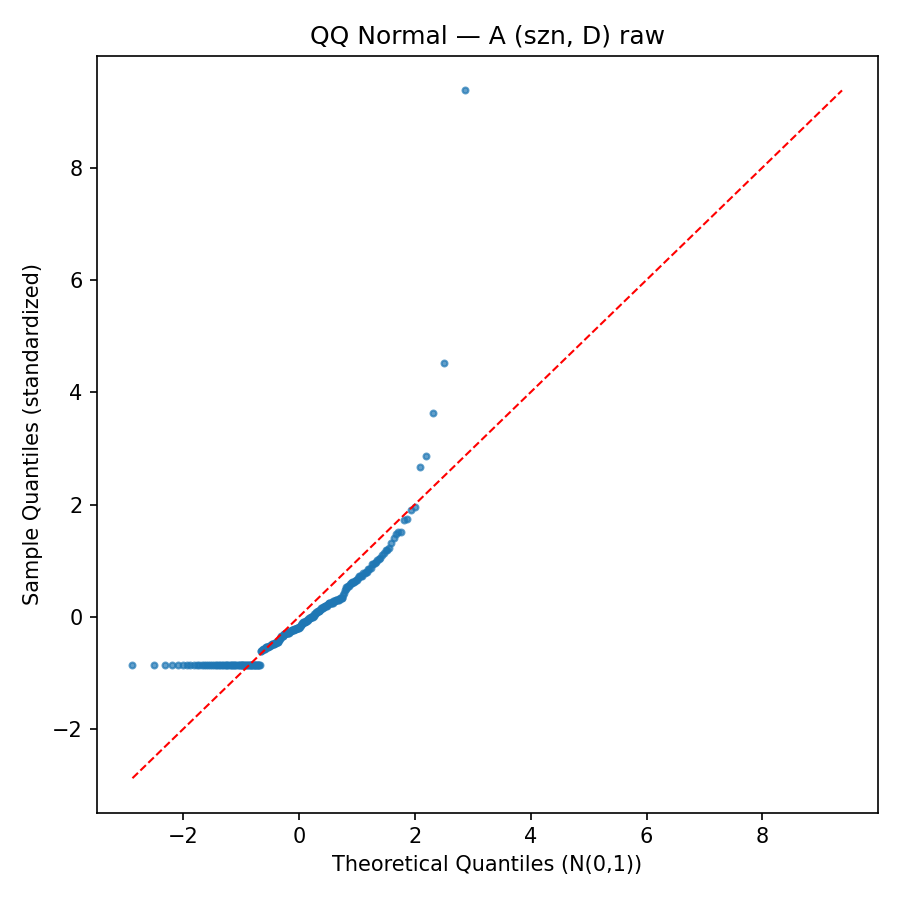 QQ Normal — A (szn, D) raw
Sample Quantiles (standardized)
8
6
4
2
0
−2
−2 0 2 4 6 8
Theoretical Quantiles (N(0,1))